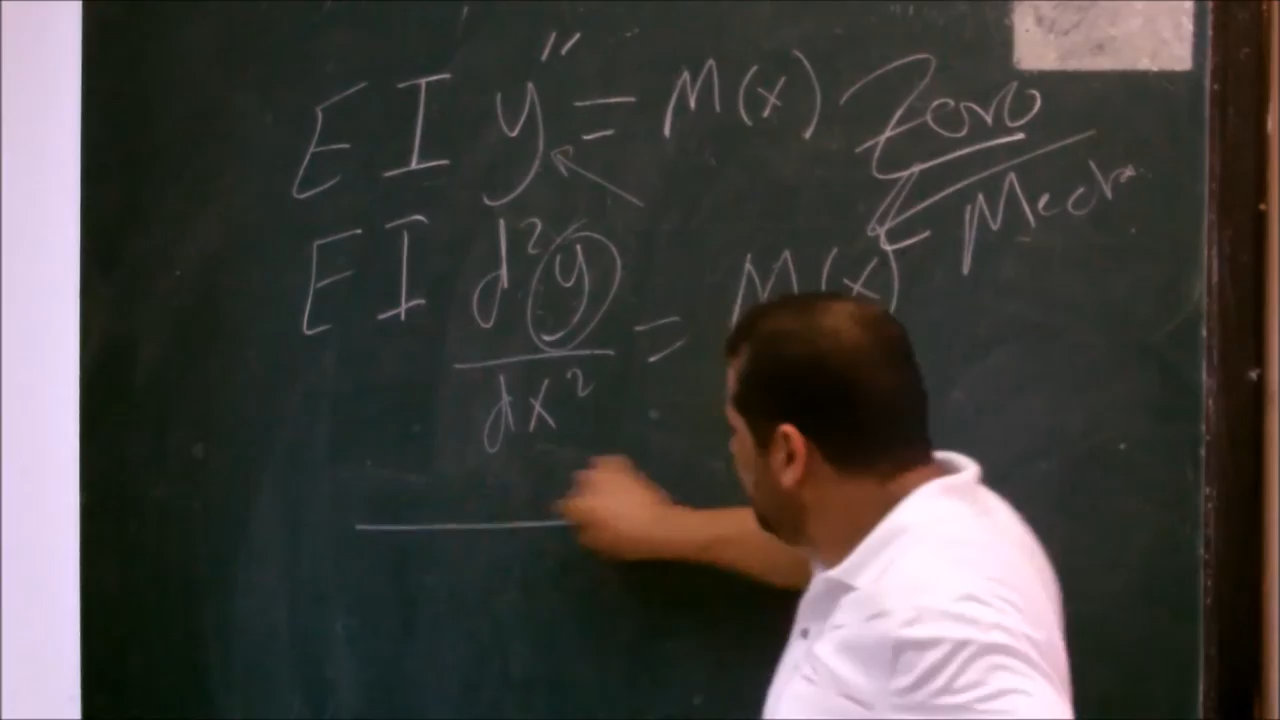 EI y'' = M(x) Zero
Mech
EI d²y/dx² = M(x)